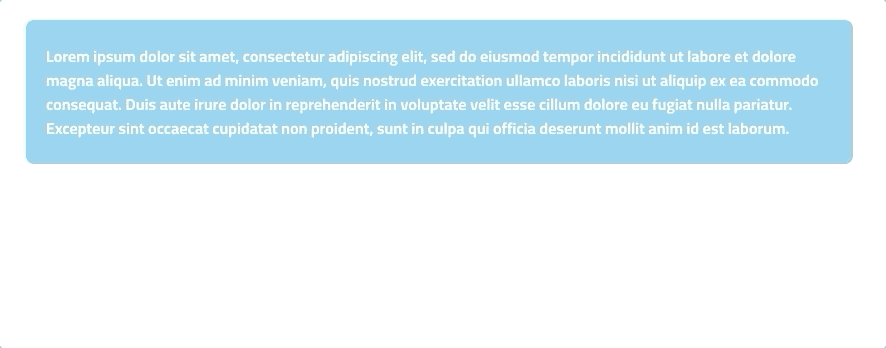 Lorem ipsum dolor sit amet, consectetur adipiscing elit, sed do eiusmod tempor incididunt ut labore et dolore
magna aliqua. Ut enim ad minim veniam, quis nostrud exercitation ullamco laboris nisi ut aliquip ex ea commodo
consequat. Duis aute irure dolor in reprehenderit in voluptate velit esse cillum dolore eu fugiat nulla pariatur.
Excepteur sint occaecat cupidatat non proident, sunt in culpa qui officia deserunt mollit anim id est laborum.